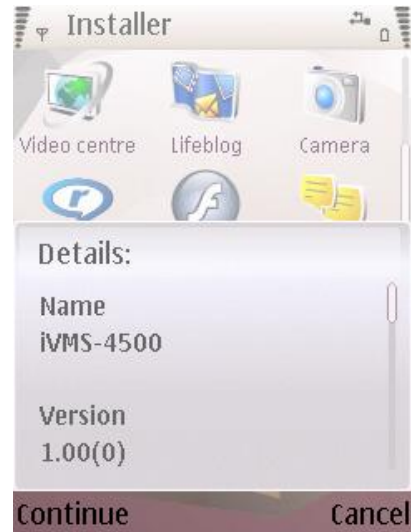 Installer
Video centre Lifeblog Camera
Details:
Name
iVMS-4500
Version
1.00(0)
Continue Cancel